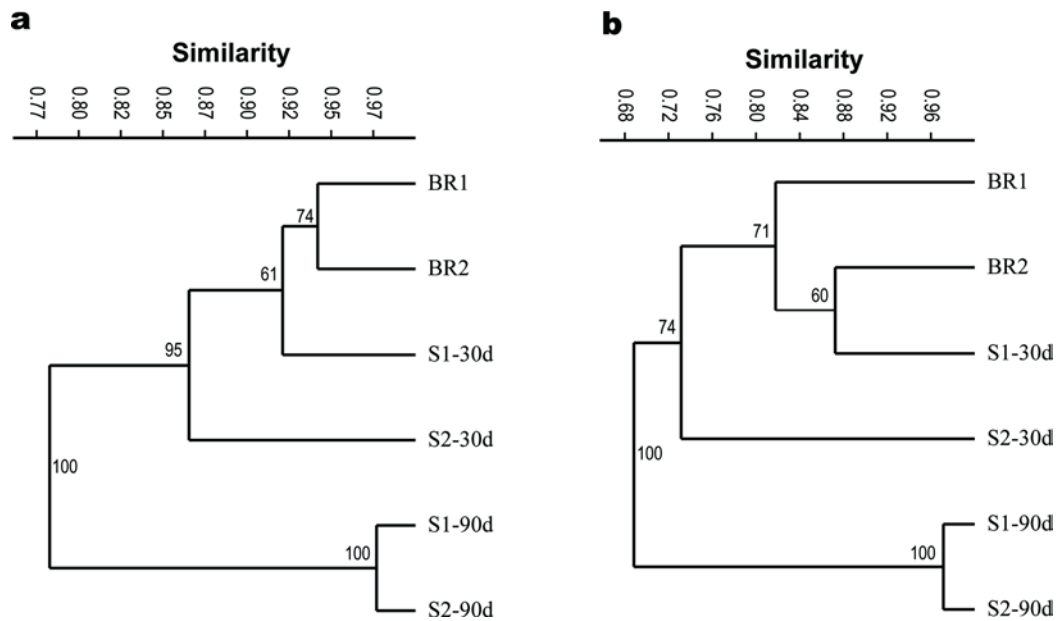 a
Similarity
0.77 0.80 0.82 0.85 0.87 0.90 0.92 0.95 0.97
BR1
74
BR2
61
S1-30d
95
S2-30d
100
S1-90d
100
S2-90d
b
Similarity
0.68 0.72 0.76 0.80 0.84 0.88 0.92 0.96
BR1
71
BR2
60
S1-30d
74
S2-30d
100
S1-90d
100
S2-90d